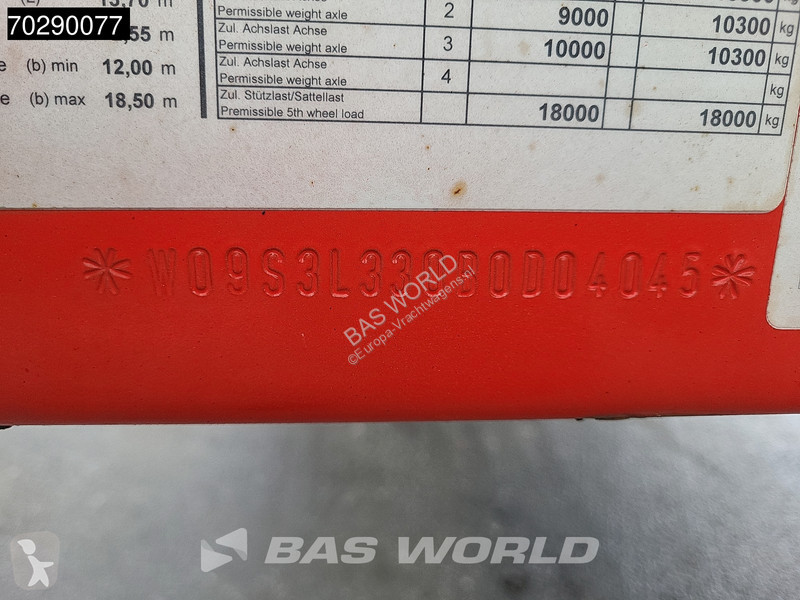 70290077
9000 10300 kg
Permissible weight axle 2
Zul. Achslast Achse
Permissible weight axle 3 10000 10300 kg
Zul. Achslast Achse
Permissible weight axle 4 kg
Zul. Stützlast/Sattellast
Premissible 5th wheel load 18000 18000 kg
,55 m
(b) min 12,00 m
(b) max 18,50 m
BAS WORLD
©Europa-Vrachtwagens.nl
BAS WORLD